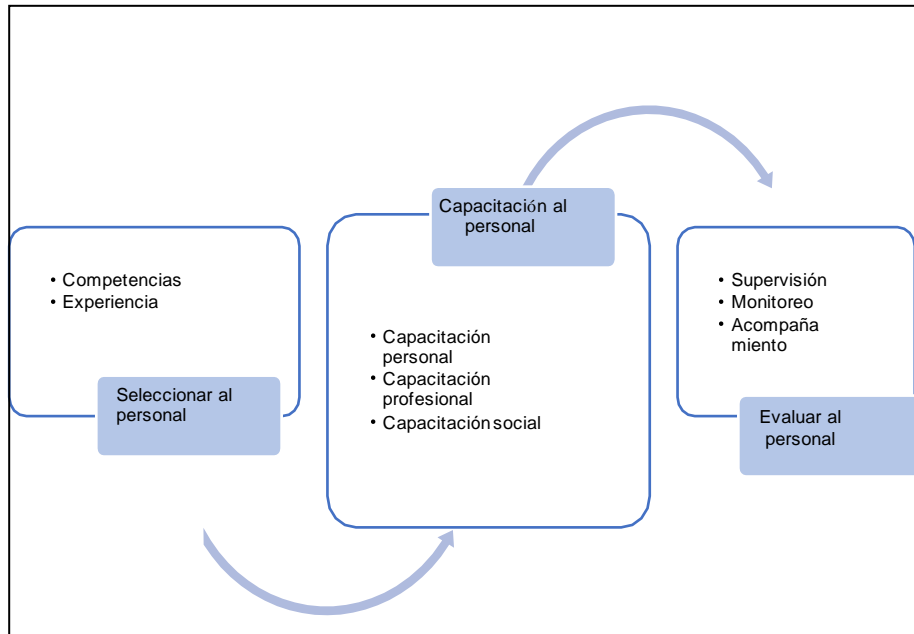 • Competencias
• Experiencia
Seleccionar al
personal
Capacitación al
personal
• Capacitación
personal
• Capacitación
profesional
• Capacitación social
• Supervisión
• Monitoreo
• Acompaña
miento
Evaluar al
personal